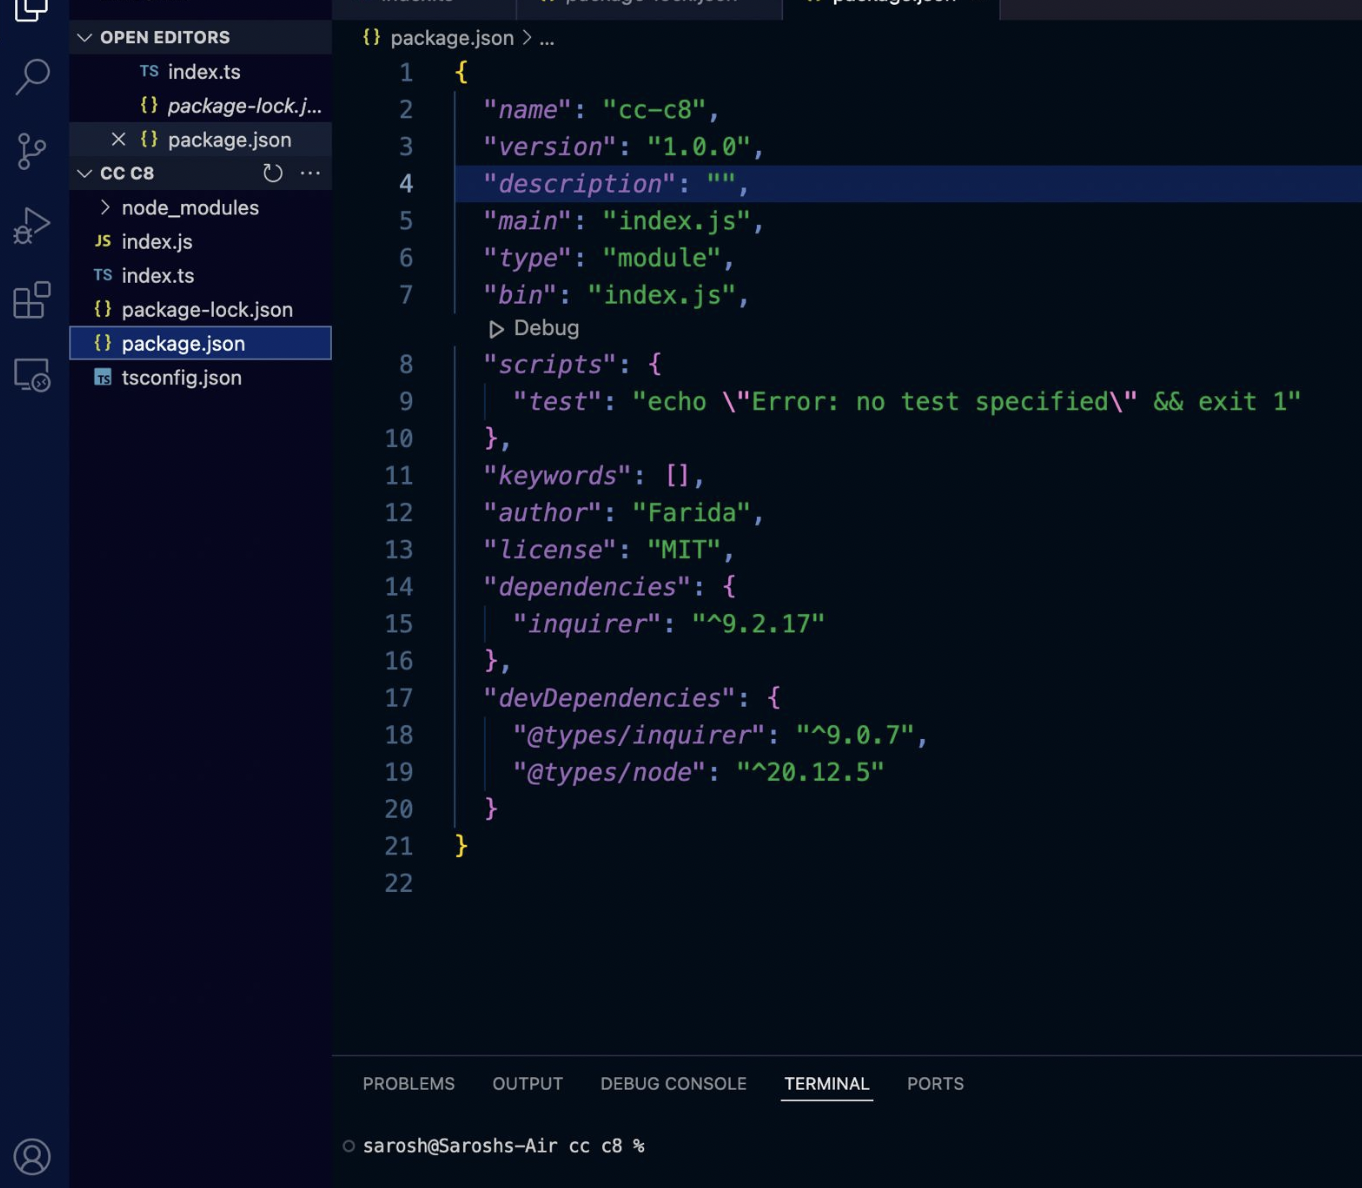 OPEN EDITORS
TS index.ts
{} package-lock.j...
{} package.json
CC C8
node_modules
JS index.js
TS index.ts
{} package-lock.json
{} package.json
TS tsconfig.json
{} package.json > ...
1 {
2 "name": "cc-c8",
3 "version": "1.0.0",
4 "description": "",
5 "main": "index.js",
6 "type": "module",
7 "bin": "index.js",
Debug
8 "scripts": {
9 "test": "echo \"Error: no test specified\" && exit 1"
10 },
11 "keywords": [],
12 "author": "Farida",
13 "license": "MIT",
14 "dependencies": {
15 "inquirer": "^9.2.17"
16 },
17 "devDependencies": {
18 "@types/inquirer": "^9.0.7",
19 "@types/node": "^20.12.5"
20 }
21 }
22
PROBLEMS OUTPUT DEBUG CONSOLE TERMINAL PORTS
sarosh@Saroshs-Air cc c8 %